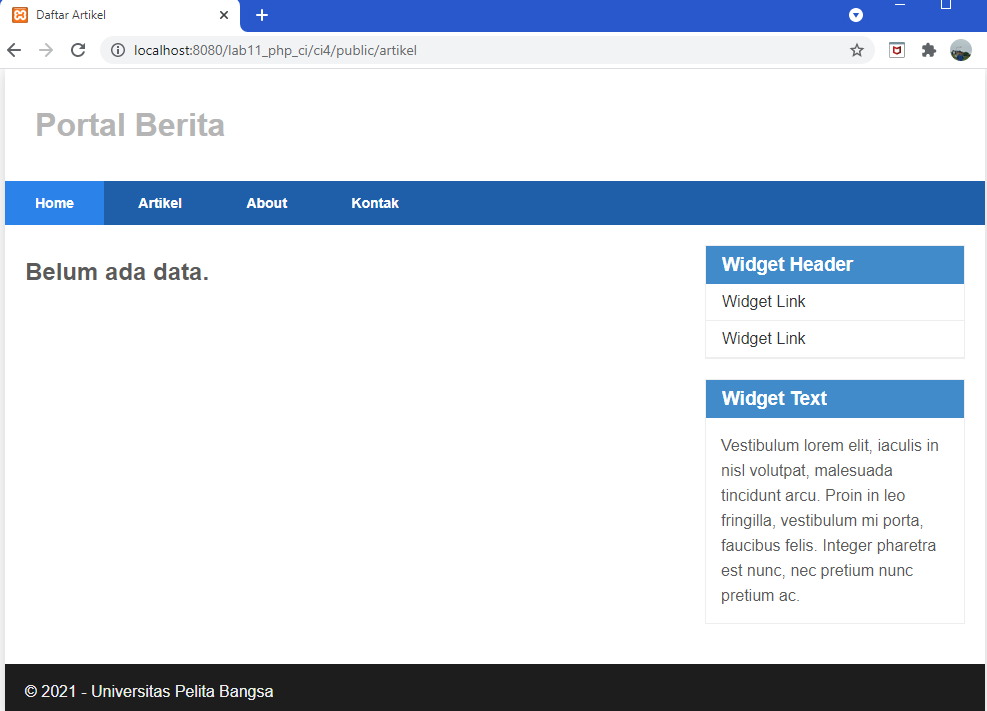 Daftar Artikel
localhost:8080/lab11_php_ci/ci4/public/artikel
Portal Berita
Home Artikel About Kontak
Belum ada data.
Widget Header
Widget Link
Widget Link
Widget Text
Vestibulum lorem elit, iaculis in
nisl volutpat, malesuada
tincidunt arcu. Proin in leo
fringilla, vestibulum mi porta,
faucibus felis. Integer pharetra
est nunc, nec pretium nunc
pretium ac.
© 2021 - Universitas Pelita Bangsa